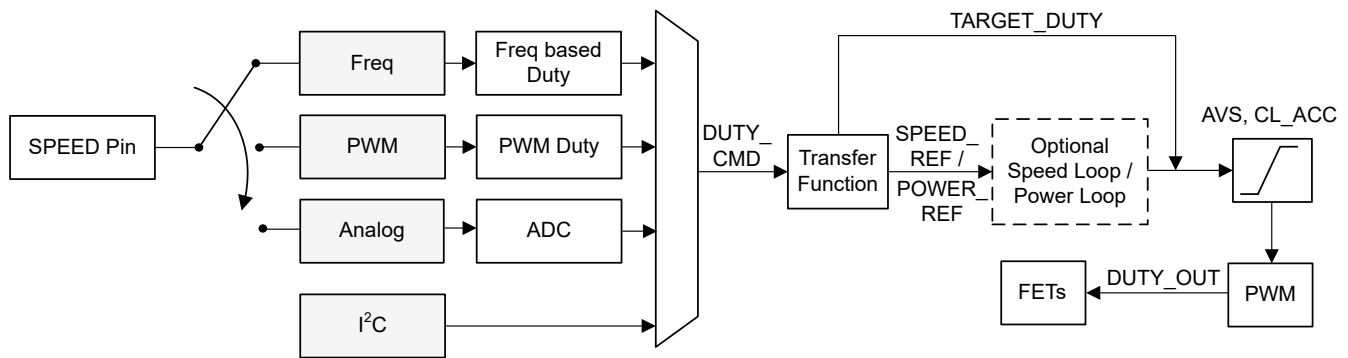 TARGET_DUTY
Freq
Freq based
Duty
AVS, CL_ACC
SPEED Pin
PWM
PWM Duty
DUTY_
CMD
Transfer
Function
SPEED_
REF /
POWER_
REF
Optional
Speed Loop /
Power Loop
Analog
ADC
I²C
FETs
DUTY_OUT
PWM